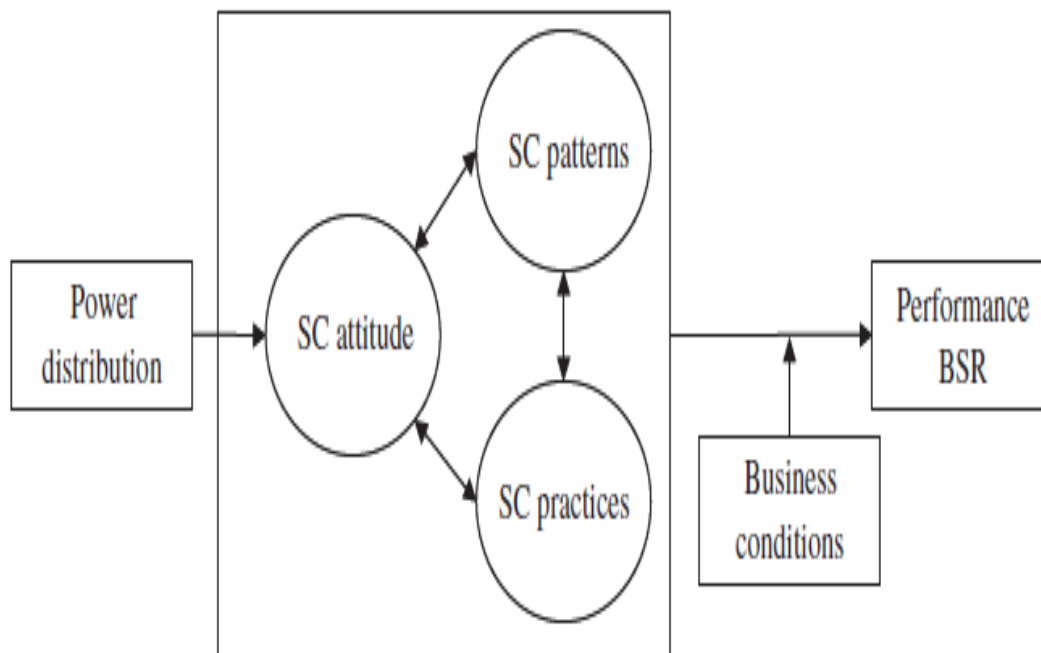 Power
distribution
SC attitude
SC patterns
SC practices
Business
conditions
Performance
BSR